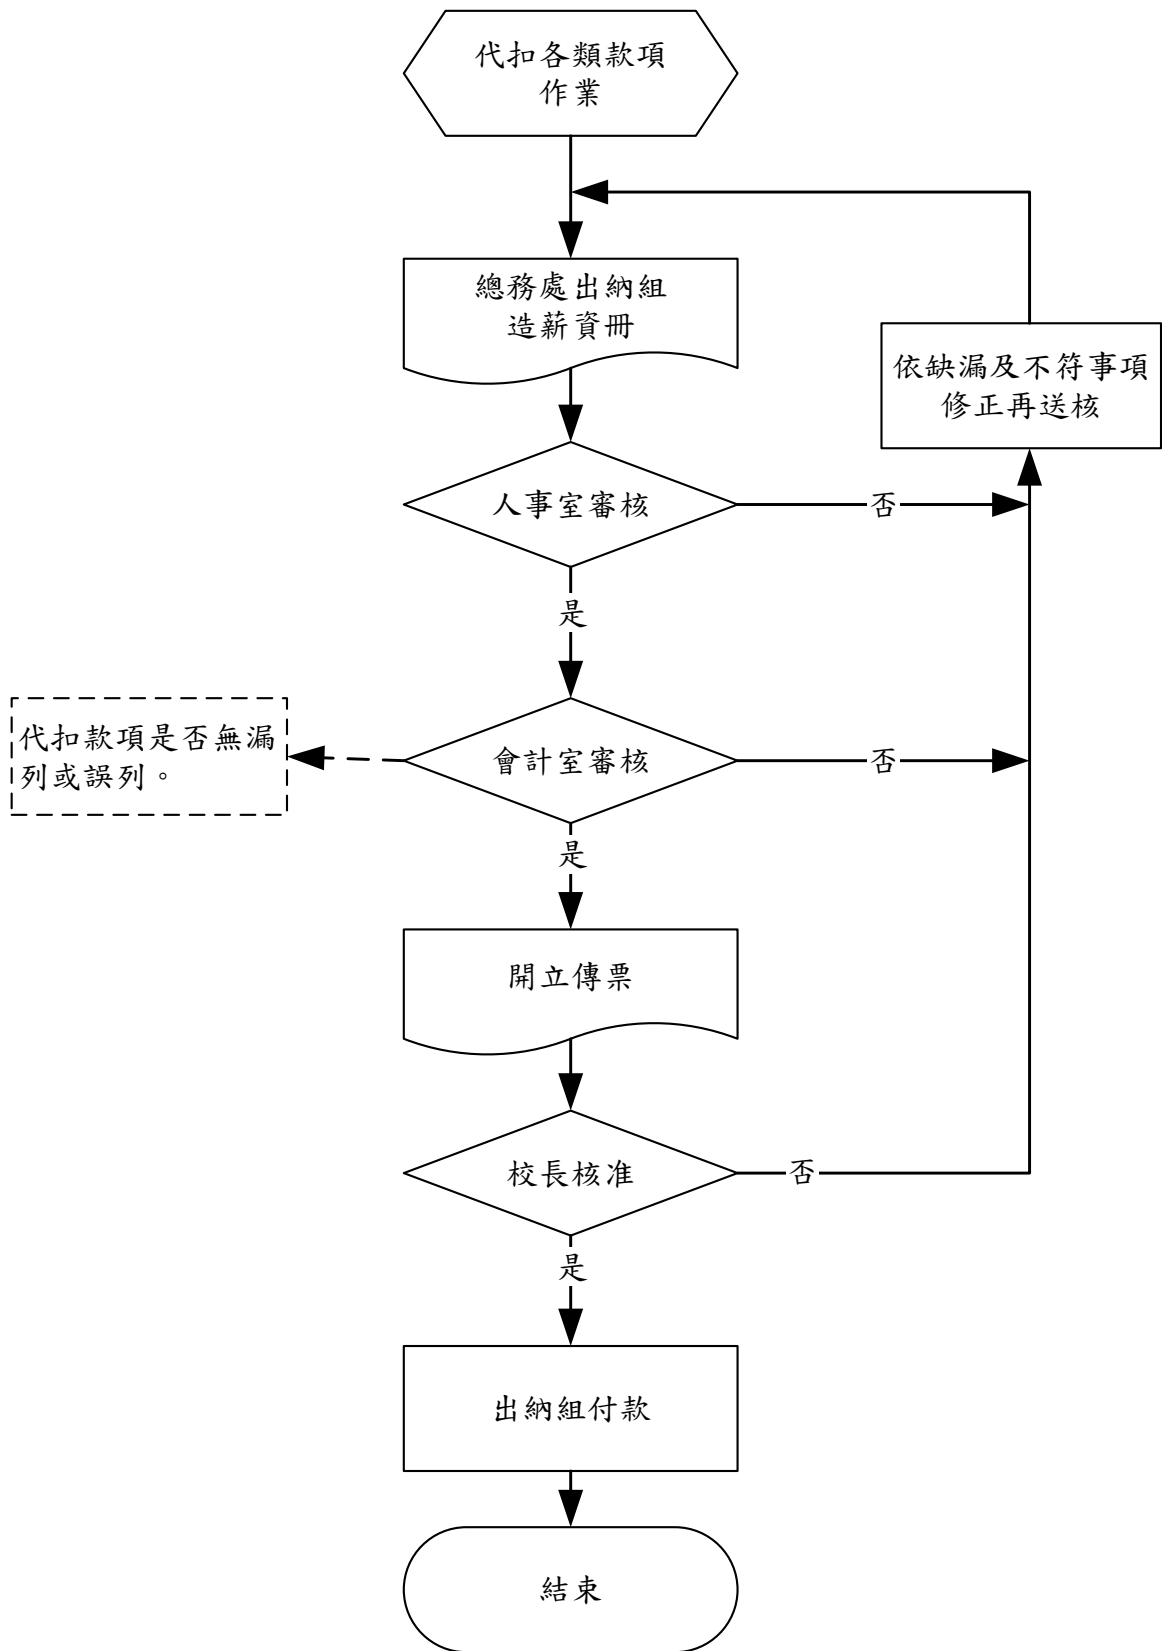 代扣各類款項
作業
總務處出納組
造薪資冊
依缺漏及不符事項
修正再送核
人事室審核
否
是
代扣款項是否無漏
列或誤列。
會計室審核
否
是
開立傳票
校長核准
否
是
出納組付款
結束